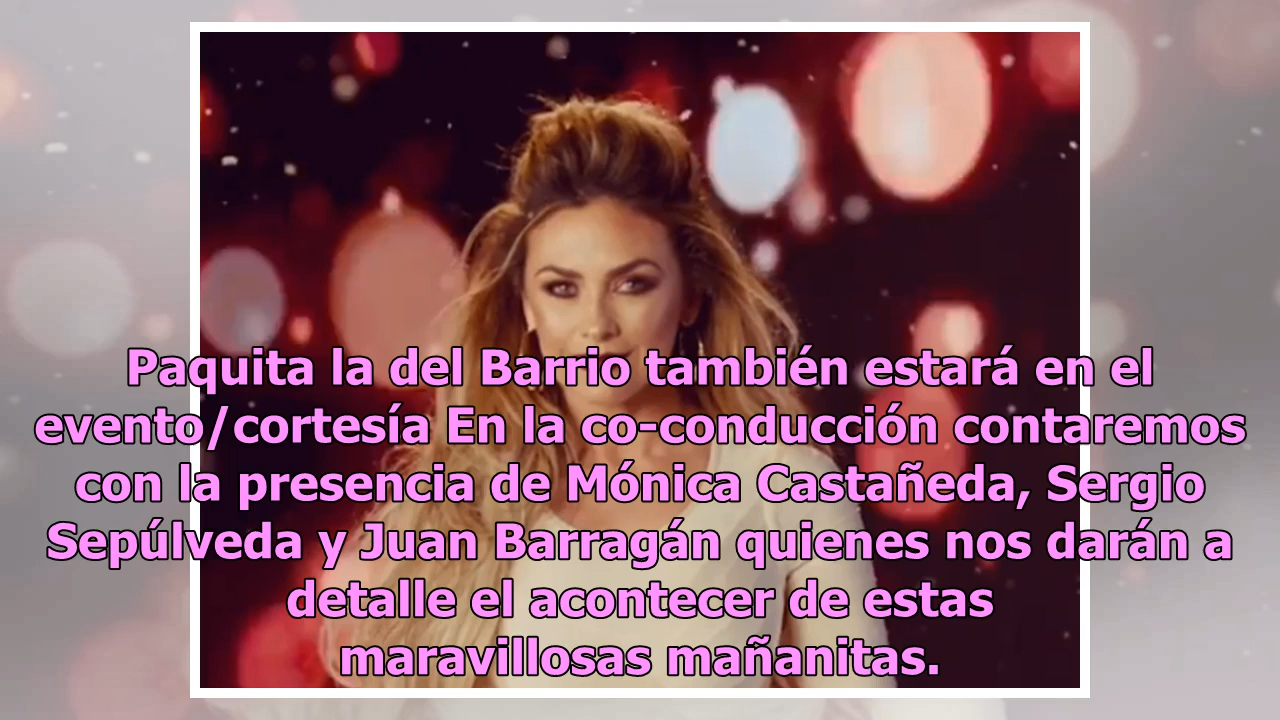 Paquita la del Barrio también estará en el
evento/cortesía En la co-conducción contaremos
con la presencia de Mónica Castañeda, Sergio
Sepúlveda y Juan Barragán quienes nos darán a
detalle el acontecer de estas
maravillosas mañanitas.